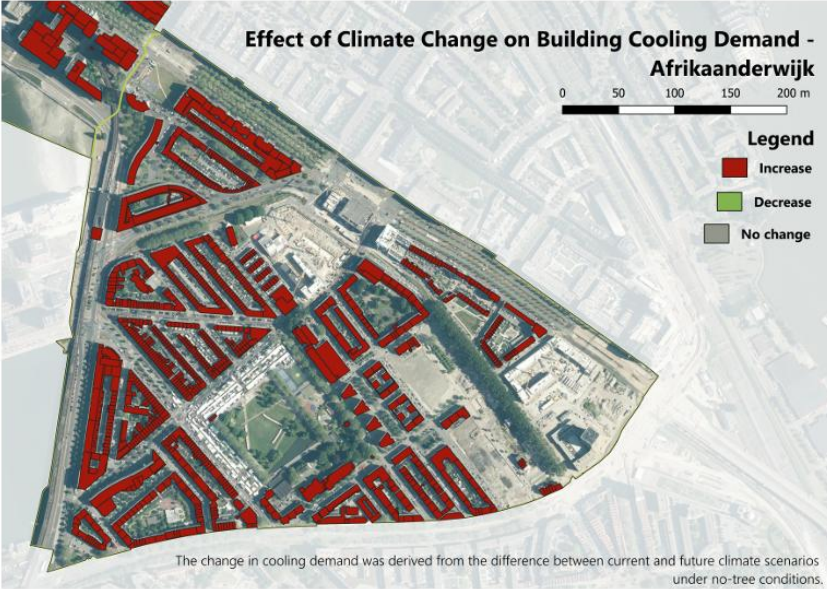 Effect of Climate Change on Building Cooling Demand -
Afrikaanderwijk
0 50 100 150 200 m
Legend
Increase
Decrease
No change
The change in cooling demand was derived from the difference between current and future climate scenarios
under no-tree conditions.